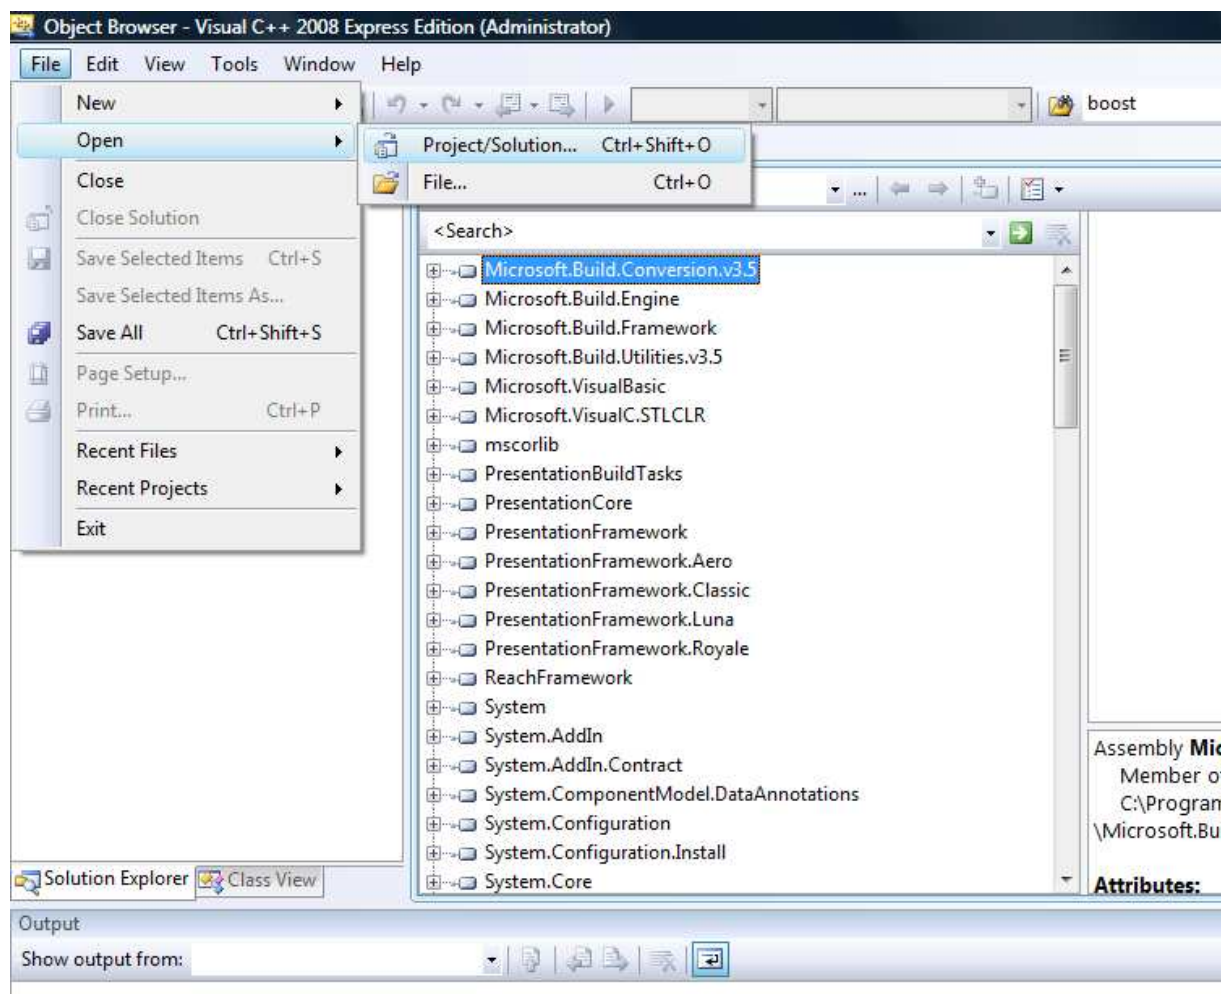 Object Browser - Visual C++ 2008 Express Edition (Administrator)
File Edit View Tools Window Help
New
boost
Open
Project/Solution... Ctrl+Shift+O
File... Ctrl+O
Close
Close Solution
Save Selected Items Ctrl+S
Save Selected Items As...
Save All Ctrl+Shift+S
Page Setup...
Print... Ctrl+P
Recent Files
Recent Projects
Exit
...
<Search>
Microsoft.Build.Conversion.v3.5
Microsoft.Build.Engine
Microsoft.Build.Framework
Microsoft.Build.Utilities.v3.5
Microsoft.VisualBasic
Microsoft.VisualC.STLCLR
mscorlib
PresentationBuildTasks
PresentationCore
PresentationFramework
PresentationFramework.Aero
PresentationFramework.Classic
PresentationFramework.Luna
PresentationFramework.Royale
ReachFramework
System
System.AddIn
System.AddIn.Contract
System.ComponentModel.DataAnnotations
System.Configuration
System.Configuration.Install
System.Core
Assembly Mic
Member o
C:\Program
\Microsoft.Bu
Attributes:
Solution Explorer Class View
Output
Show output from: